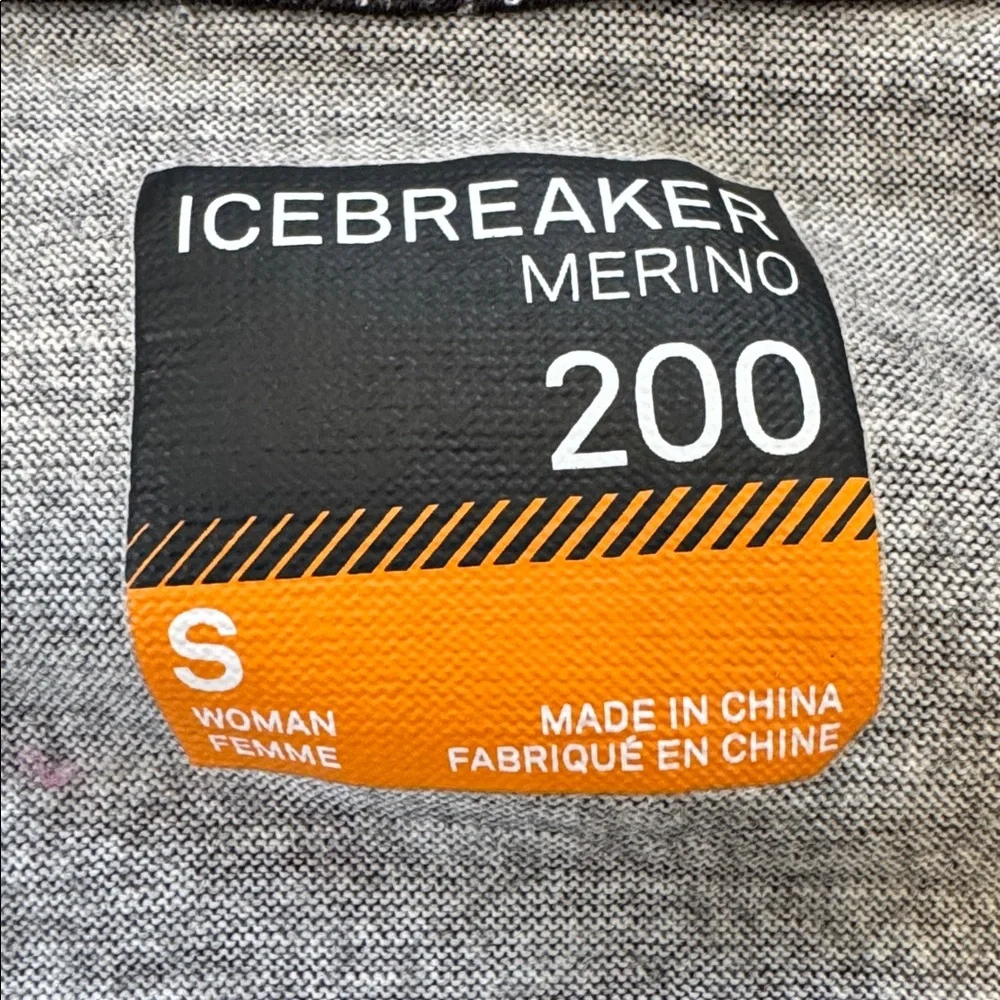 ICEBREAKER
MERINO
200
S
WOMAN
FEMME
MADE IN CHINA
FABRIQUÉ EN CHINE